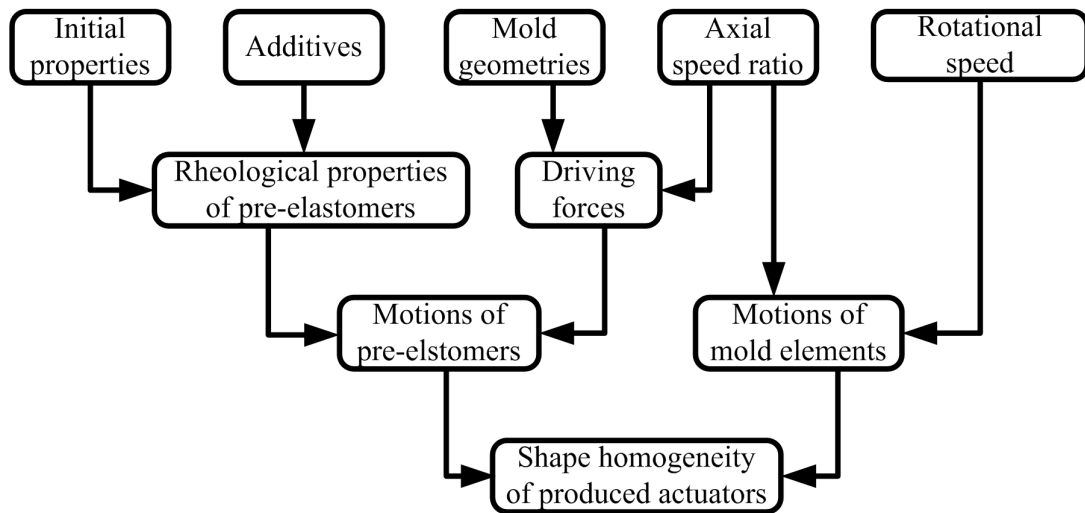 Initial
properties
Additives
Mold
geometries
Axial
speed ratio
Rotational
speed
Rheological properties
of pre-elastomers
Driving
forces
Motions of
pre-elstomers
Motions of
mold elements
Shape homogeneity
of produced actuators